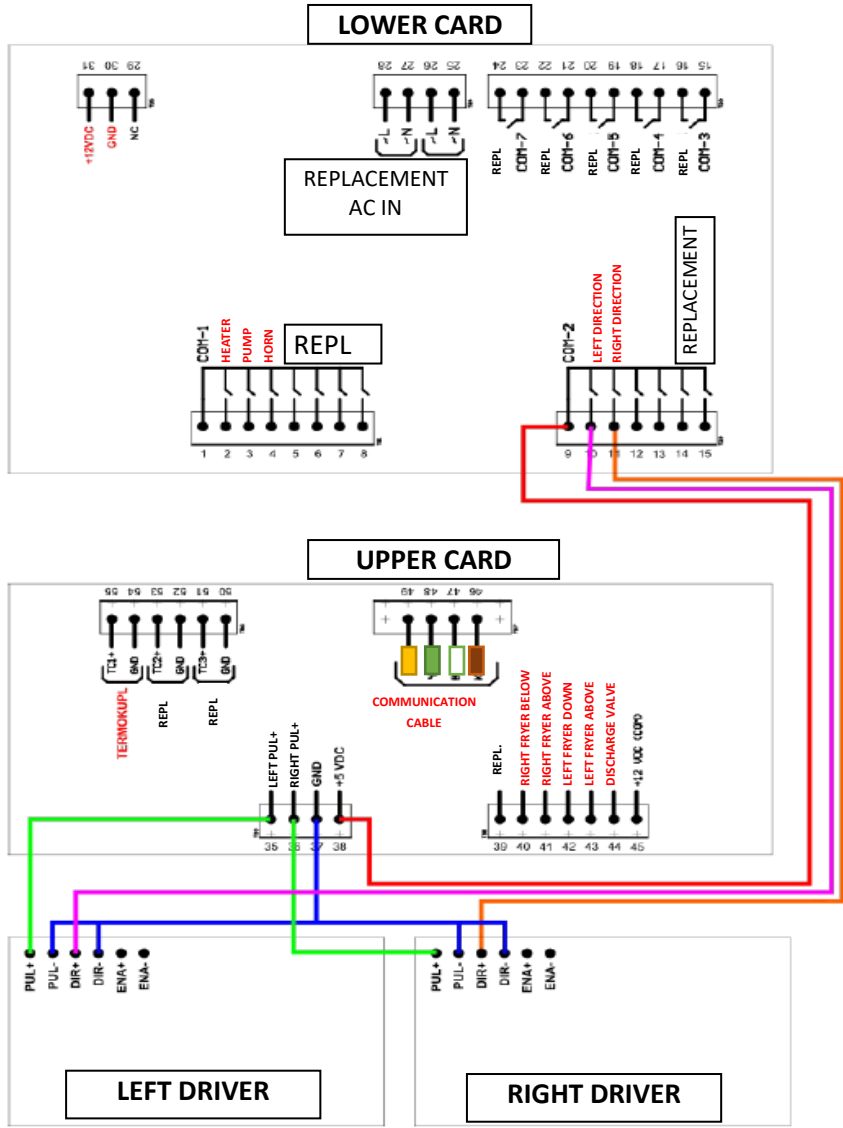 LOWER CARD
31 30 29
+12VDC
GND
NC
28 27 26 25
~L
~N
~L
~N
REPLACEMENT
AC IN
24 23 22 21 20 19 18 17 16 15
REPL
COM-7
REPL
COM-6
REPL
COM-5
REPL
COM-4
REPL
COM-3
COM-1
HEATER
PUMP
HORN
REPL
1 2 3 4 5 6 7 8
COM-2
LEFT DIRECTION
RIGHT DIRECTION
REPLACEMENT
9 10 11 12 13 14 15
UPPER CARD
55 54 53 52 51 50
TC1+
GND
TC2+
GND
TC3+
GND
TERMOKUPL
REPL
REPL
49 48 47 46
COMMUNICATION
CABLE
LEFT PUL+
RIGHT PUL+
GND
+5 VDC
35 36 37 38
REPL.
RIGHT FRYER BELOW
RIGHT FRYER ABOVE
LEFT FRYER DOWN
LEFT FRYER ABOVE
DISCHARGE VALVE
+12 VDC (COM)
39 40 41 42 43 44 45
PUL+
PUL-
DIR+
DIR-
ENA+
ENA-
LEFT DRIVER
PUL+
PUL-
DIR+
DIR-
ENA+
ENA-
RIGHT DRIVER